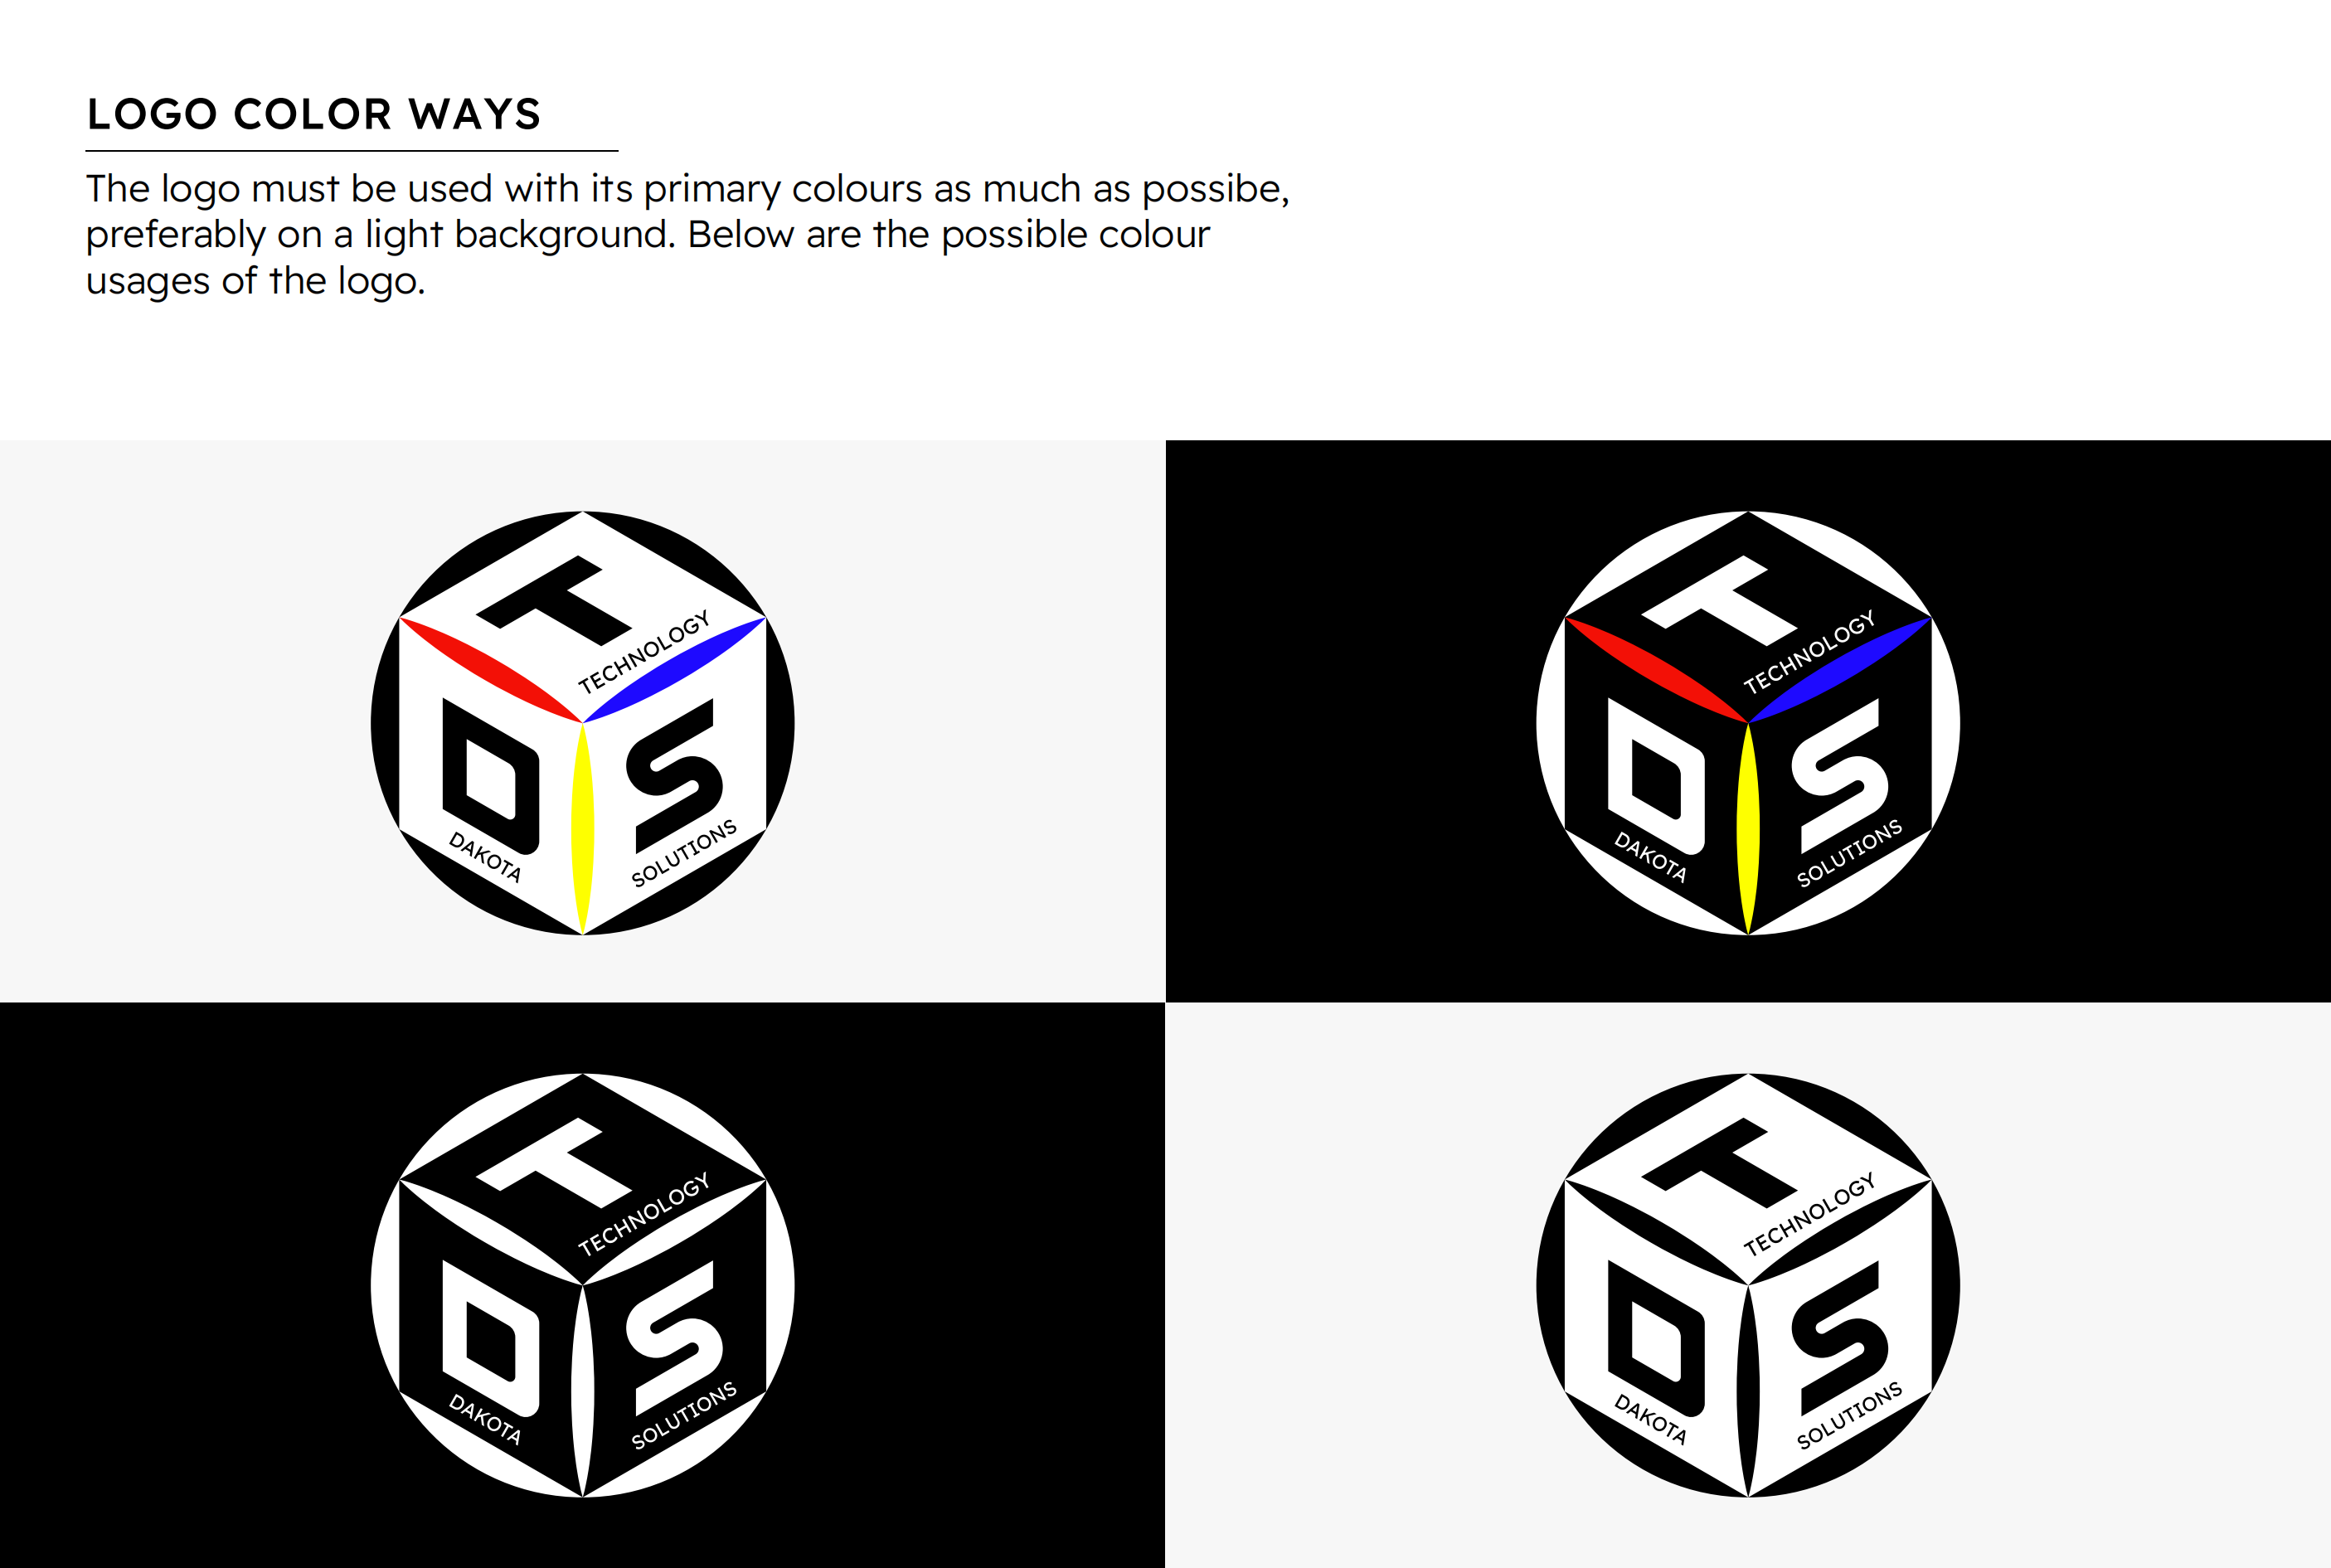 LOGO COLOR WAYS
The logo must be used with its primary colours as much as possibe,
preferably on a light background. Below are the possible colour
usages of the logo.
T
TECHNOLOGY
D
DAKOTA
S
SOLUTIONS
T
TECHNOLOGY
D
DAKOTA
S
SOLUTIONS
T
TECHNOLOGY
D
DAKOTA
S
SOLUTIONS
T
TECHNOLOGY
D
DAKOTA
S
SOLUTIONS